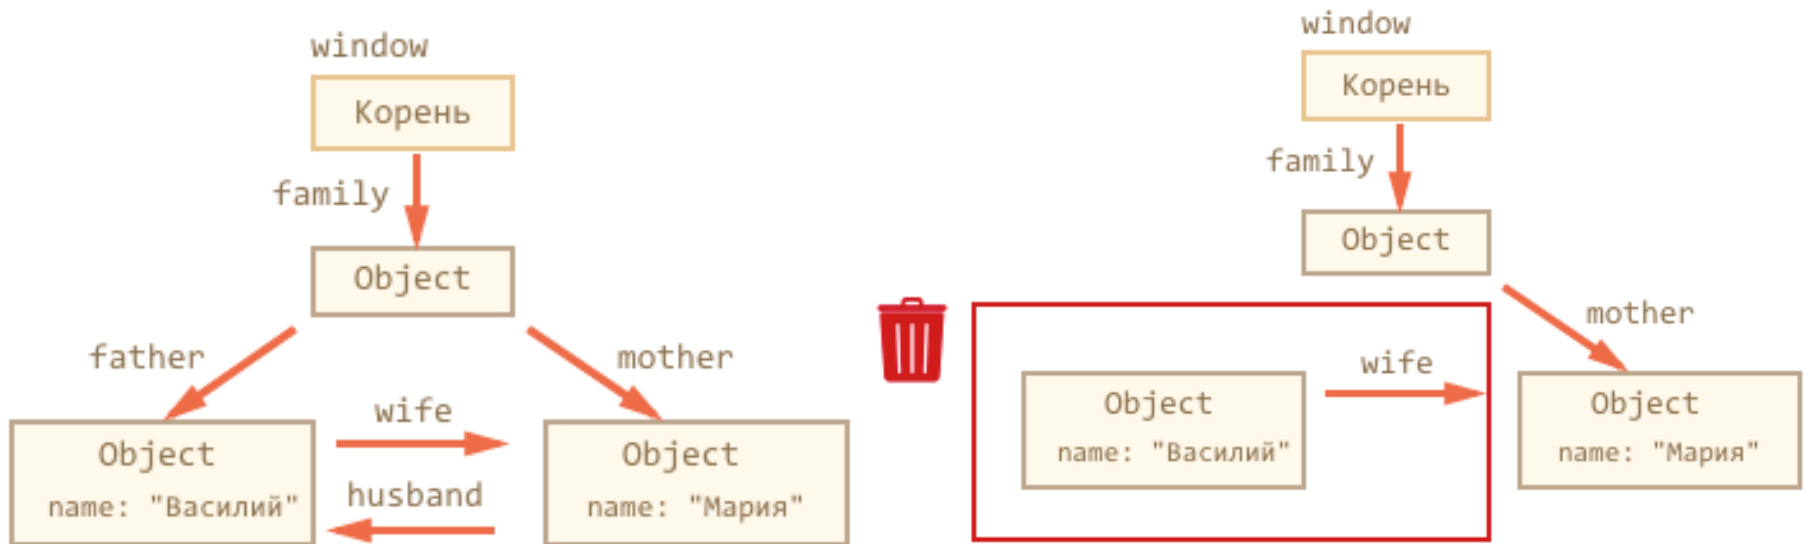 window
Корень
family
Object
father
mother
wife
Object
name: "Василий"
husband
Object
name: "Мария"
window
Корень
family
Object
mother
wife
Object
name: "Василий"
Object
name: "Мария"